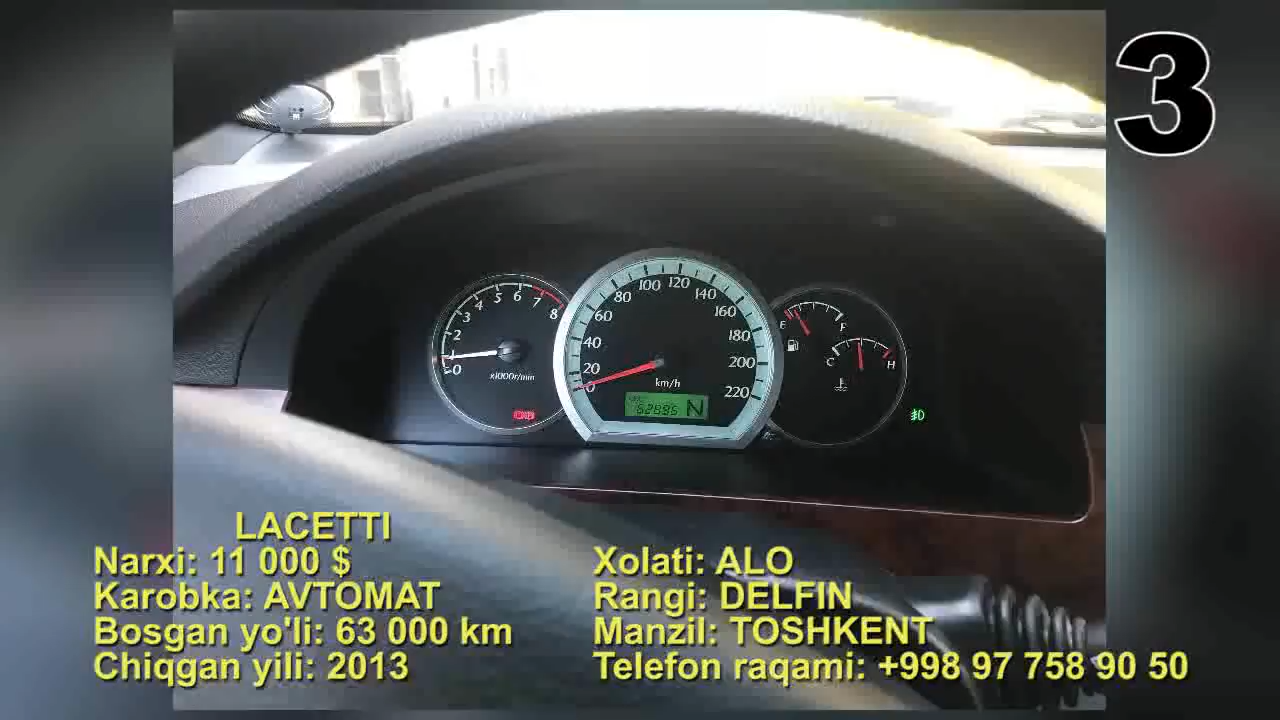 3
100
120
80
140
60
160
40
180
20
200
0
220
km/h
0
1
2
3
4
5
6
7
8
x1000r/min
E
F
C
H
N
LACETTI
Narxi: 11 000 $
Karobka: AVTOMAT
Bosgan yo'li: 63 000 km
Chiqgan yili: 2013
Xolati: ALO
Rangi: DELFIN
Manzil: TOSHKENT
Telefon raqami: +998 97 758 90 50